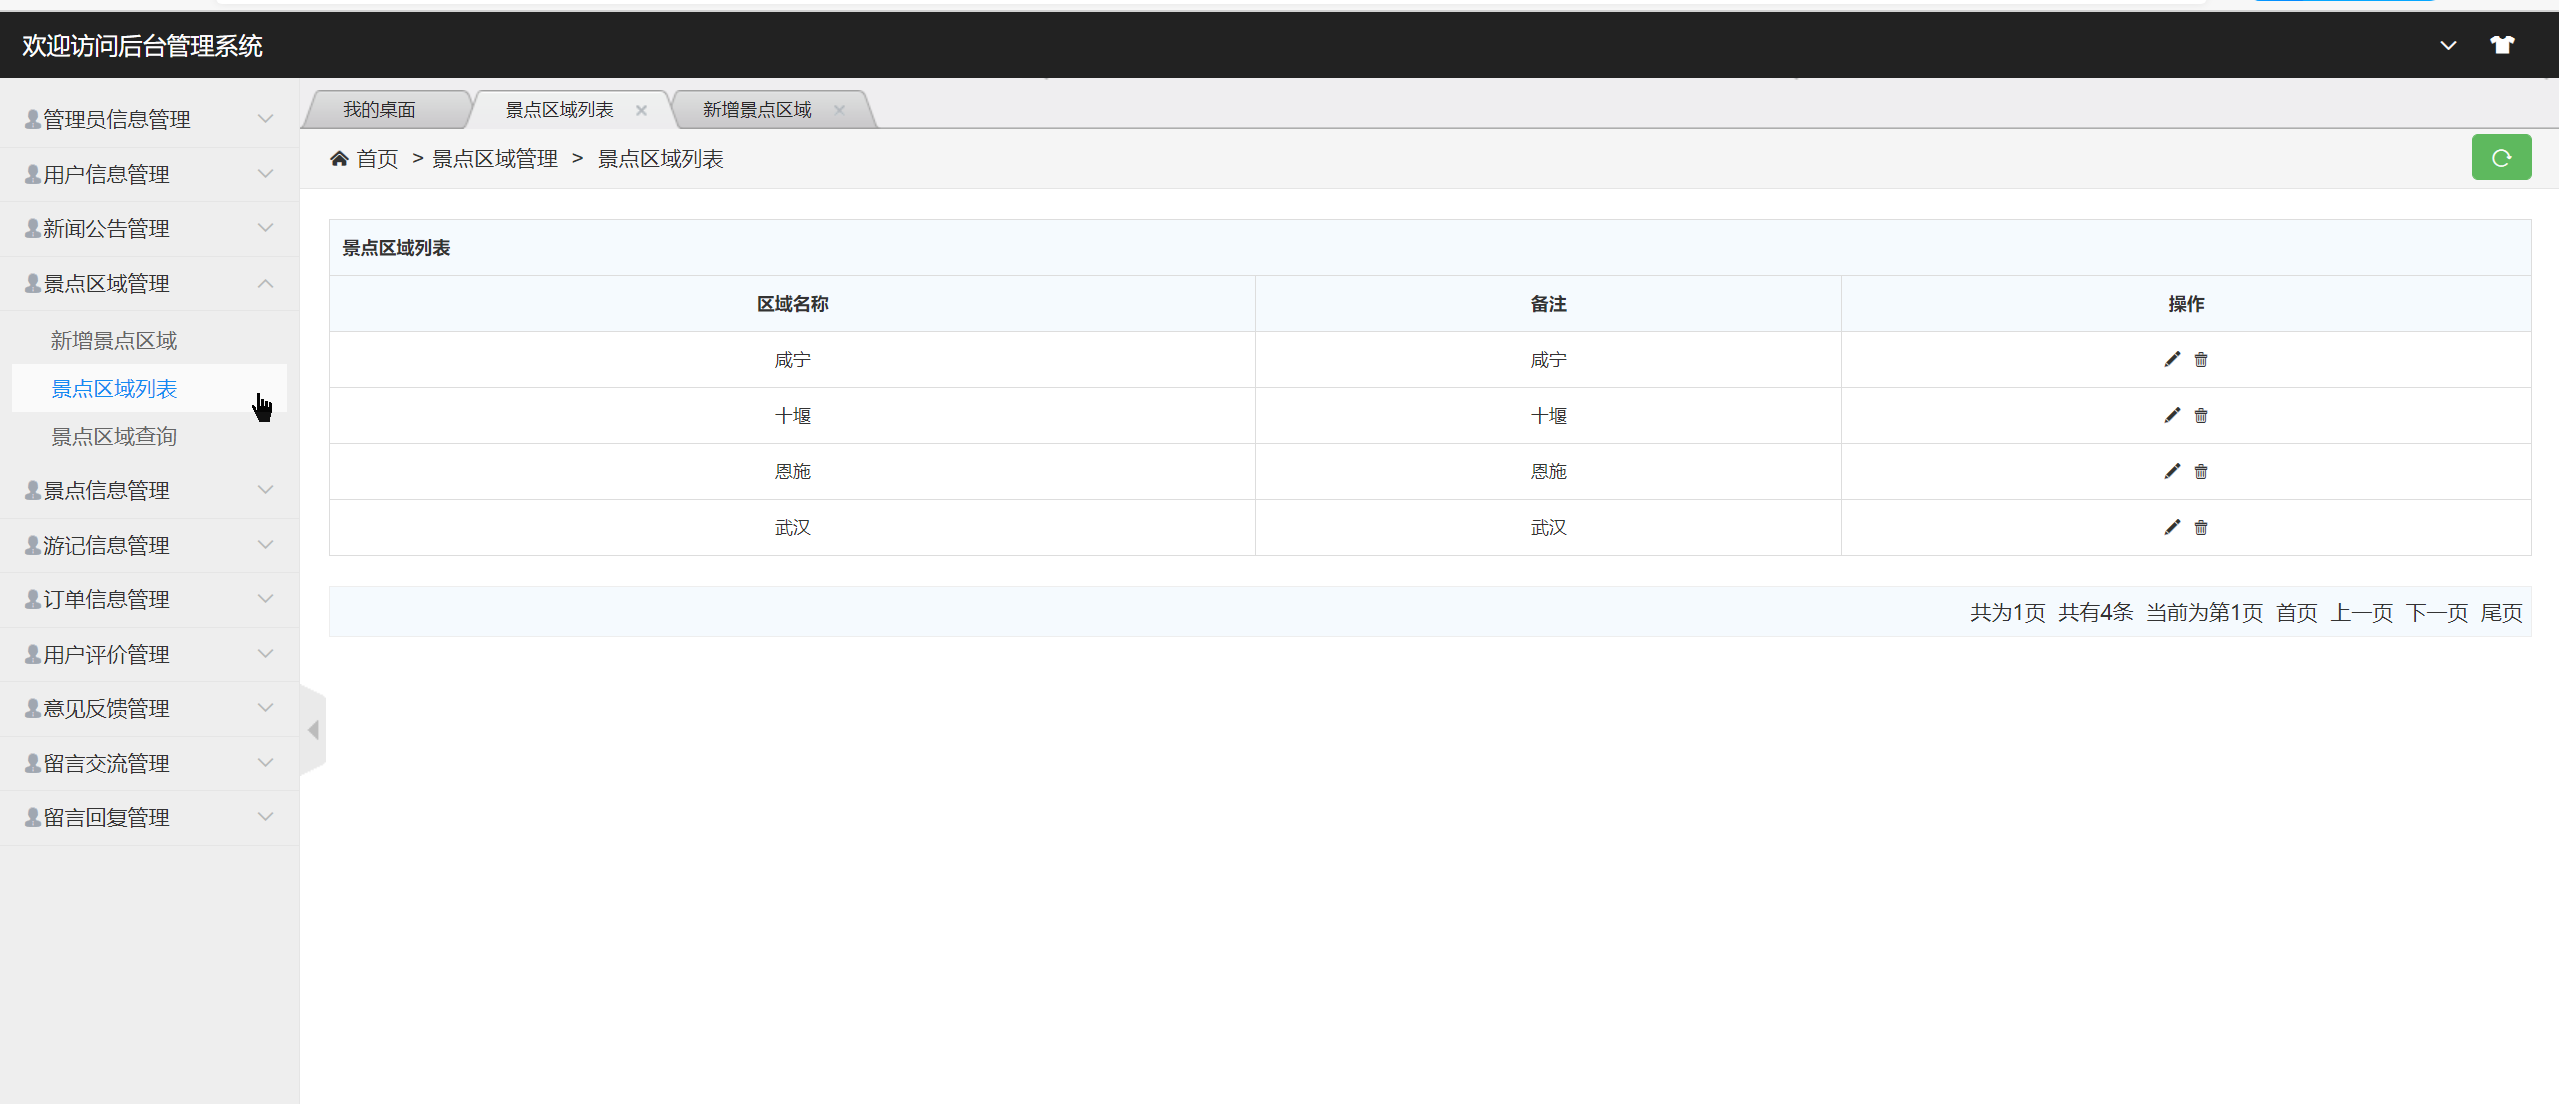 欢迎访问后台管理系统
管理员信息管理
用户信息管理
新闻公告管理
景点区域管理
新增景点区域
景点区域列表
景点区域查询
景点信息管理
游记信息管理
订单信息管理
用户评价管理
意见反馈管理
留言交流管理
留言回复管理
我的桌面 景点区域列表 新增景点区域
首页 > 景点区域管理 > 景点区域列表
景点区域列表
区域名称 备注 操作
咸宁 咸宁
十堰 十堰
恩施 恩施
武汉 武汉
共为1页 共有4条 当前为第1页 首页 上一页 下一页 尾页